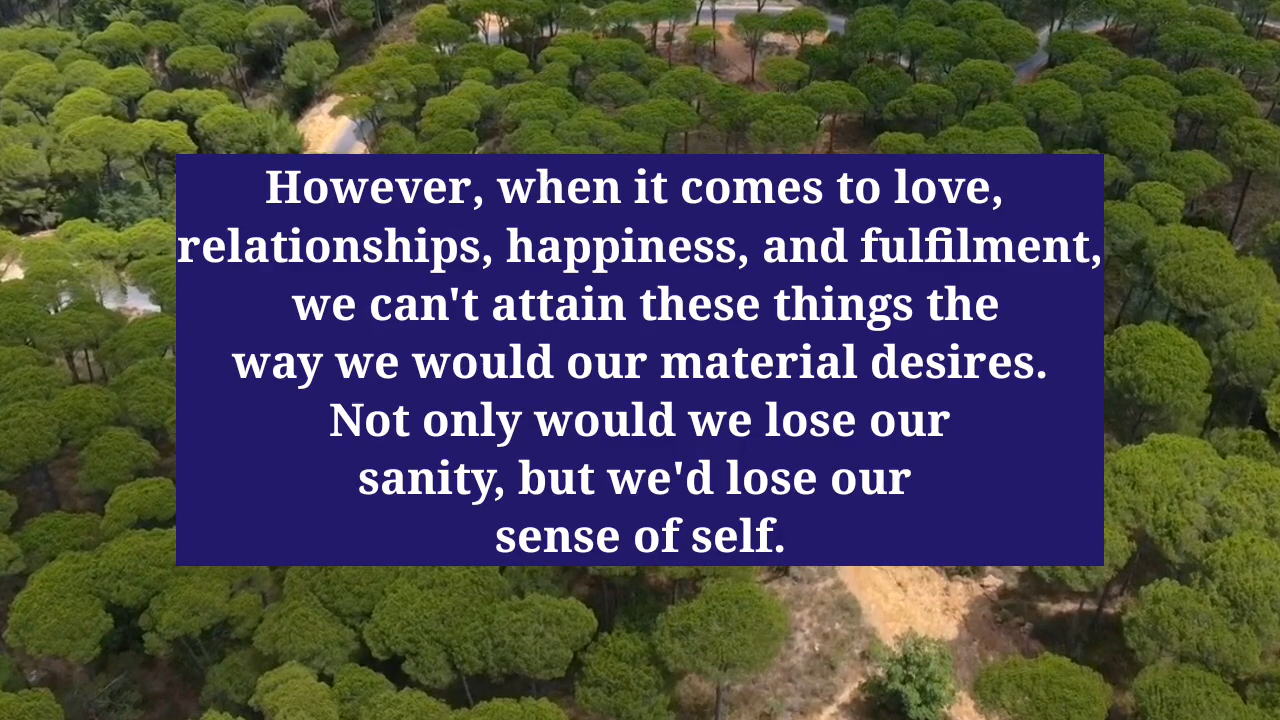 However, when it comes to love,
relationships, happiness, and fulfilment,
we can't attain these things the
way we would our material desires.
Not only would we lose our
sanity, but we'd lose our
sense of self.